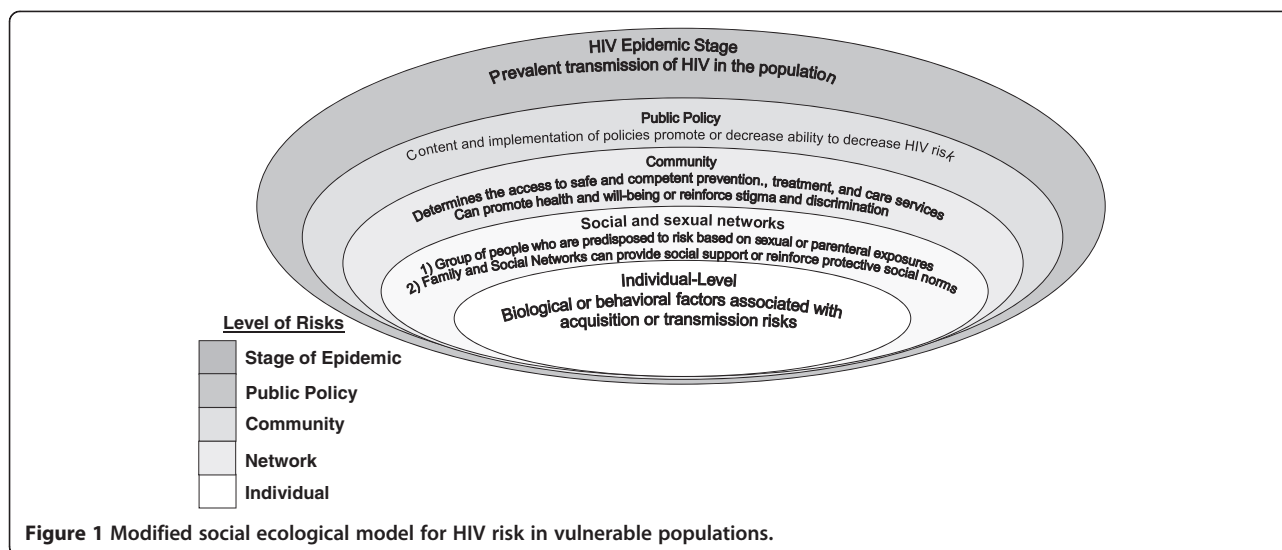 HIV Epidemic Stage
Prevalent transmission of HIV in the population
Public Policy
Content and implementation of policies promote or decrease ability to decrease HIV risk
Community
Determines the access to safe and competent prevention., treatment, and care services
Can promote health and will-being or reinforce stigma and discrimination
Social and sexual networks
1) Group of people who are predisposed to risk based on sexual or parenteral exposures
2) Family and Social Networks can provide social support or reinforce protective social norms
Individual-Level
Biological or behavioral factors associated with
acquisition or transmission risks
Level of Risks
Stage of Epidemic
Public Policy
Community
Network
Individual
Figure 1 Modified social ecological model for HIV risk in vulnerable populations.